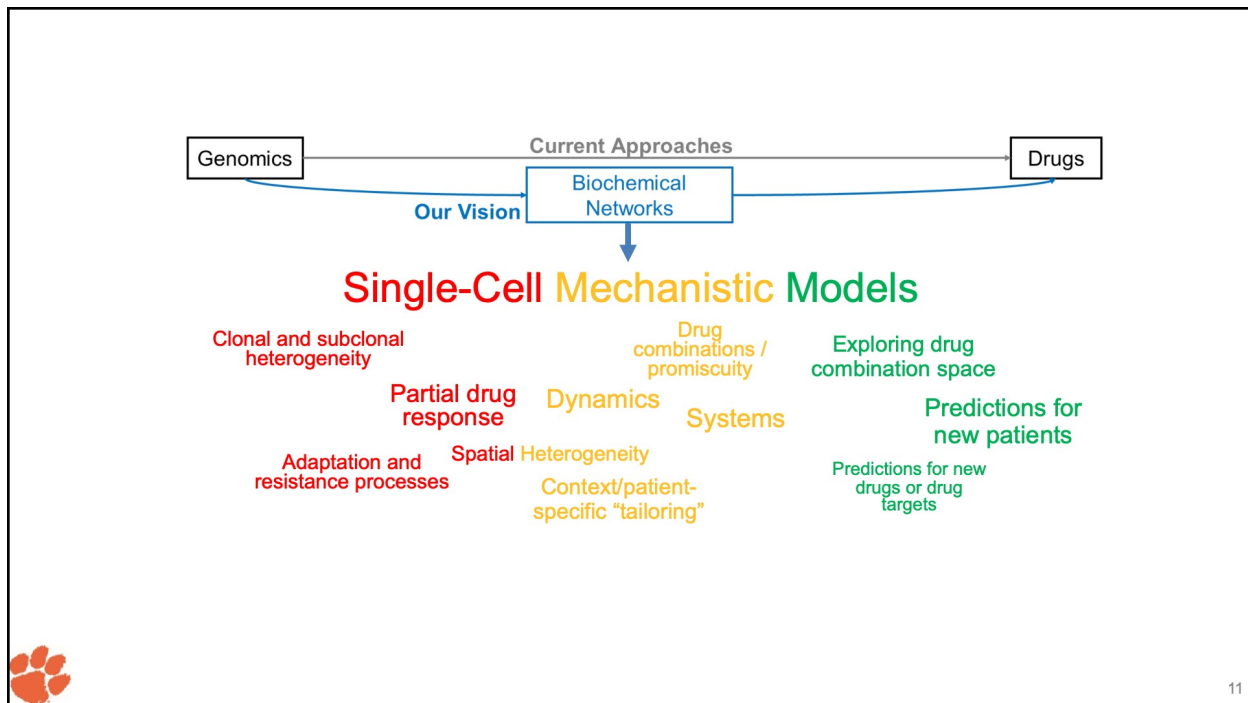 Current Approaches
Genomics
Drugs
Biochemical
Networks
Our Vision
Single-Cell Mechanistic Models
Clonal and subclonal
heterogeneity
Partial drug
response
Spatial Heterogeneity
Adaptation and
resistance processes
Drug
combinations /
promiscuity
Dynamics
Systems
Context/patient-
specific “tailoring”
Exploring drug
combination space
Predictions for
new patients
Predictions for new
drugs or drug
targets
11